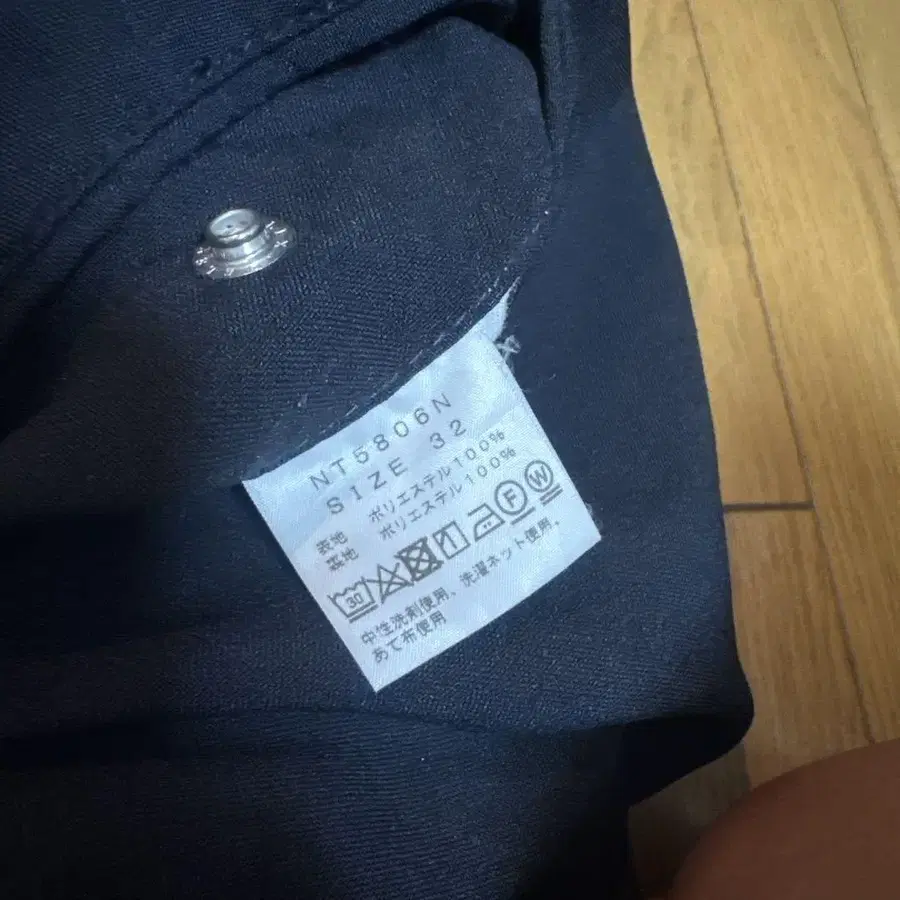 NT5806N
SIZE 32
表地 ポリエステル100%
裏地 ポリエステル100%
30 F W
中性洗剤使用、洗濯ネット使用、
あて布使用